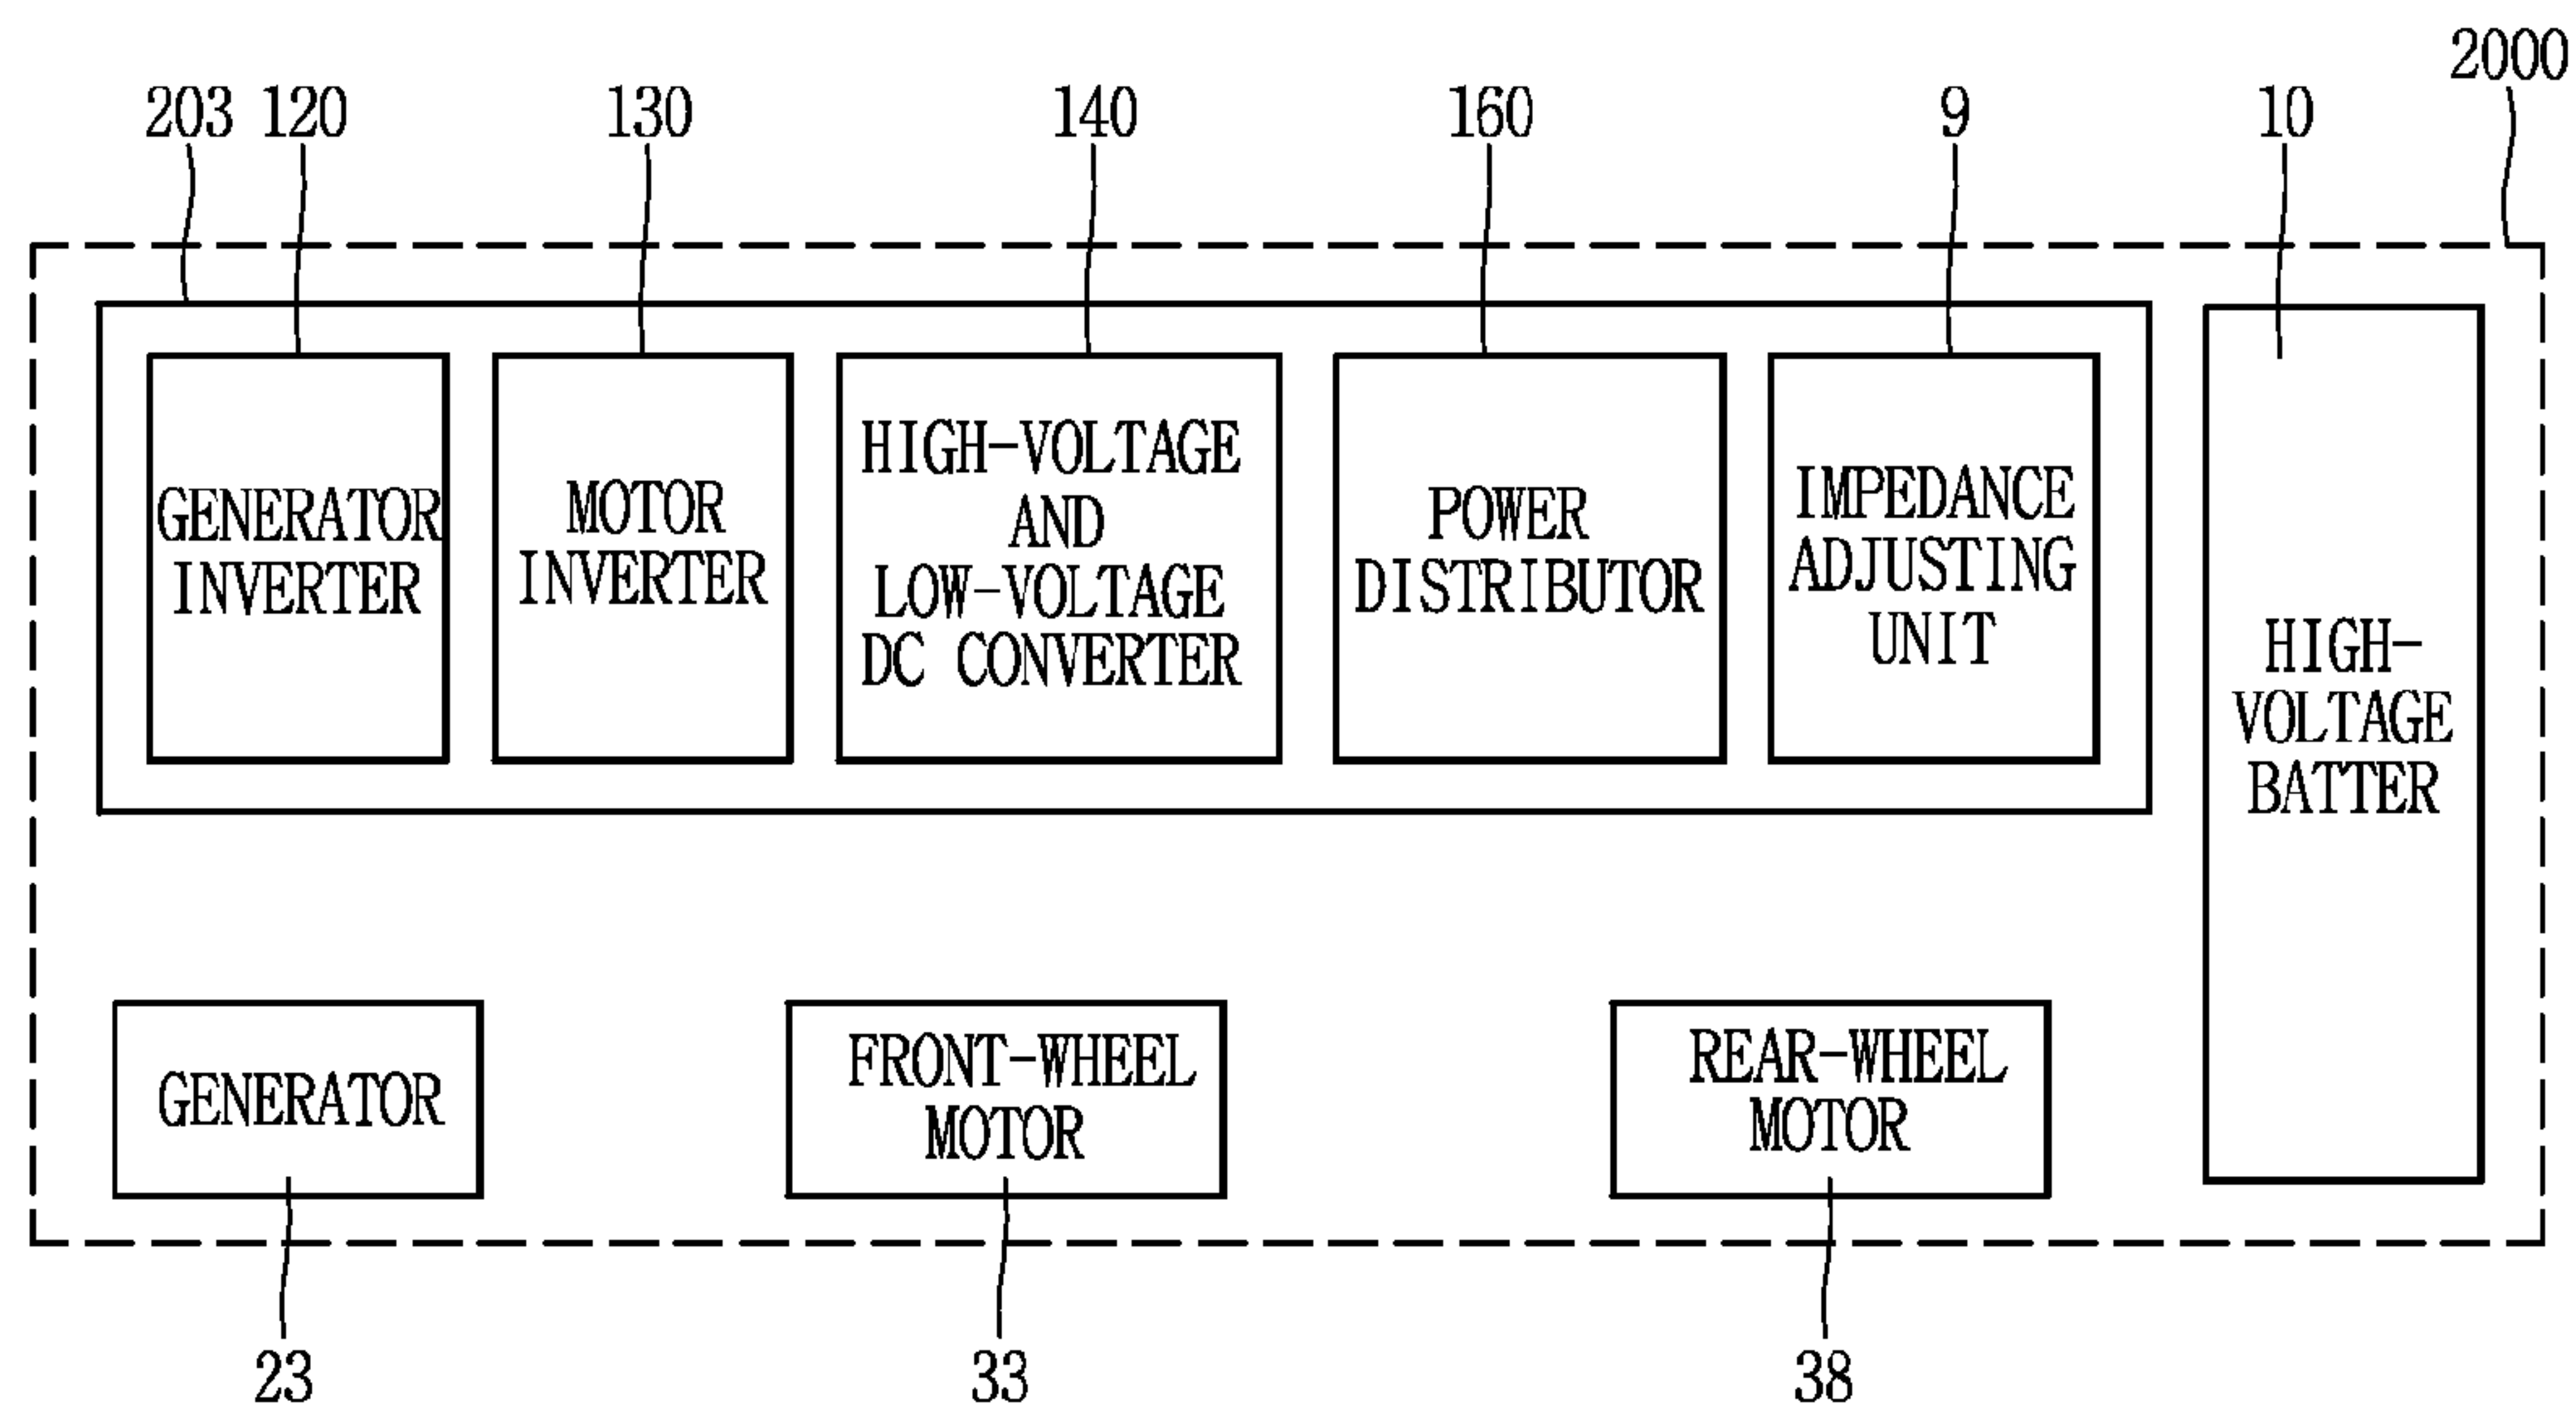 2000
203 120 130 140 160 9 10
GENERATOR
INVERTER
MOTOR
INVERTER
HIGH-VOLTAGE
AND
LOW-VOLTAGE
DC CONVERTER
POWER
DISTRIBUTOR
IMPEDANCE
ADJUSTING
UNIT
HIGH-
VOLTAGE
BATTER
GENERATOR
FRONT-WHEEL
MOTOR
REAR-WHEEL
MOTOR
23 33 38